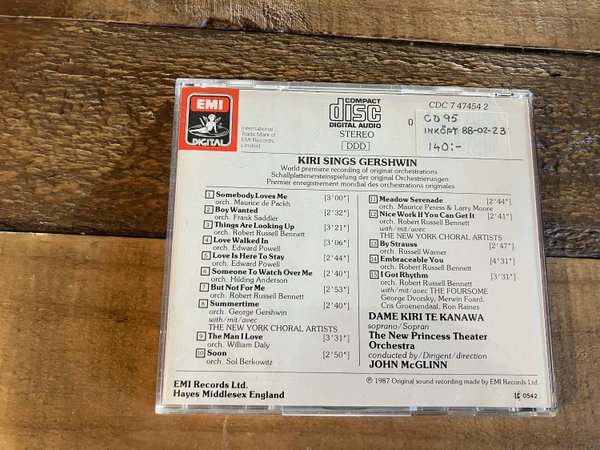 EMI
DIGITAL
International
Trade Mark of
EMI Records
Limited
COMPACT
disc
DIGITAL AUDIO
STEREO
DDD
CDC 7 47454 2
0
CD 95
INKÖPT 88-02-23
140:-
KIRI SINGS GERSHWIN
World premiere recording of original orchestrations
Schallplattenersteinspielung der original Orchestrierungen
Premier enregistrement mondial des orchestrations originales
1 Somebody Loves Me [3'00"]
orch. Maurice de Packh
2 Boy Wanted [2'32"]
orch. Frank Saddler
3 Things Are Looking Up [3'21"]
orch. Robert Russell Bennett
4 Love Walked In [3'06"]
orch. Edward Powell
5 Love Is Here To Stay [2'44"]
orch. Edward Powell
6 Someone To Watch Over Me [2'40"]
orch. Hilding Anderson
7 But Not For Me [2'53"]
orch. Robert Russell Bennett
8 Summertime [2'40"]
orch. George Gershwin
with/mit/avec
THE NEW YORK CHORAL ARTISTS
9 The Man I Love [3'31"]
orch. William Daly
10 Soon [2'50"]
orch. Sol Berkowitz
11 Meadow Serenade [2'44"]
orch. Maurice Peress & Larry Moore
12 Nice Work If You Can Get It [2'41"]
orch. Robert Russell Bennett
with/mit/avec
THE NEW YORK CHORAL ARTISTS
13 By Strauss [2'47"]
orch. Russell Warner
14 Embraceable You [4'31"]
orch. Robert Russell Bennett
15 I Got Rhythm [3'31"]
orch. Robert Russell Bennett
with/mit/avec THE FOURSOME
George Dvorsky, Merwin Foard,
Cris Groenendaal, Ron Raines
DAME KIRI TE KANAWA
soprano/Sopran
The New Princess Theater
Orchestra
conducted by/Dirigent/direction
JOHN McGLINN
EMI Records Ltd.
Hayes Middlesex England
Ⓟ 1987 Original sound recording made by EMI Records Ltd.
0542